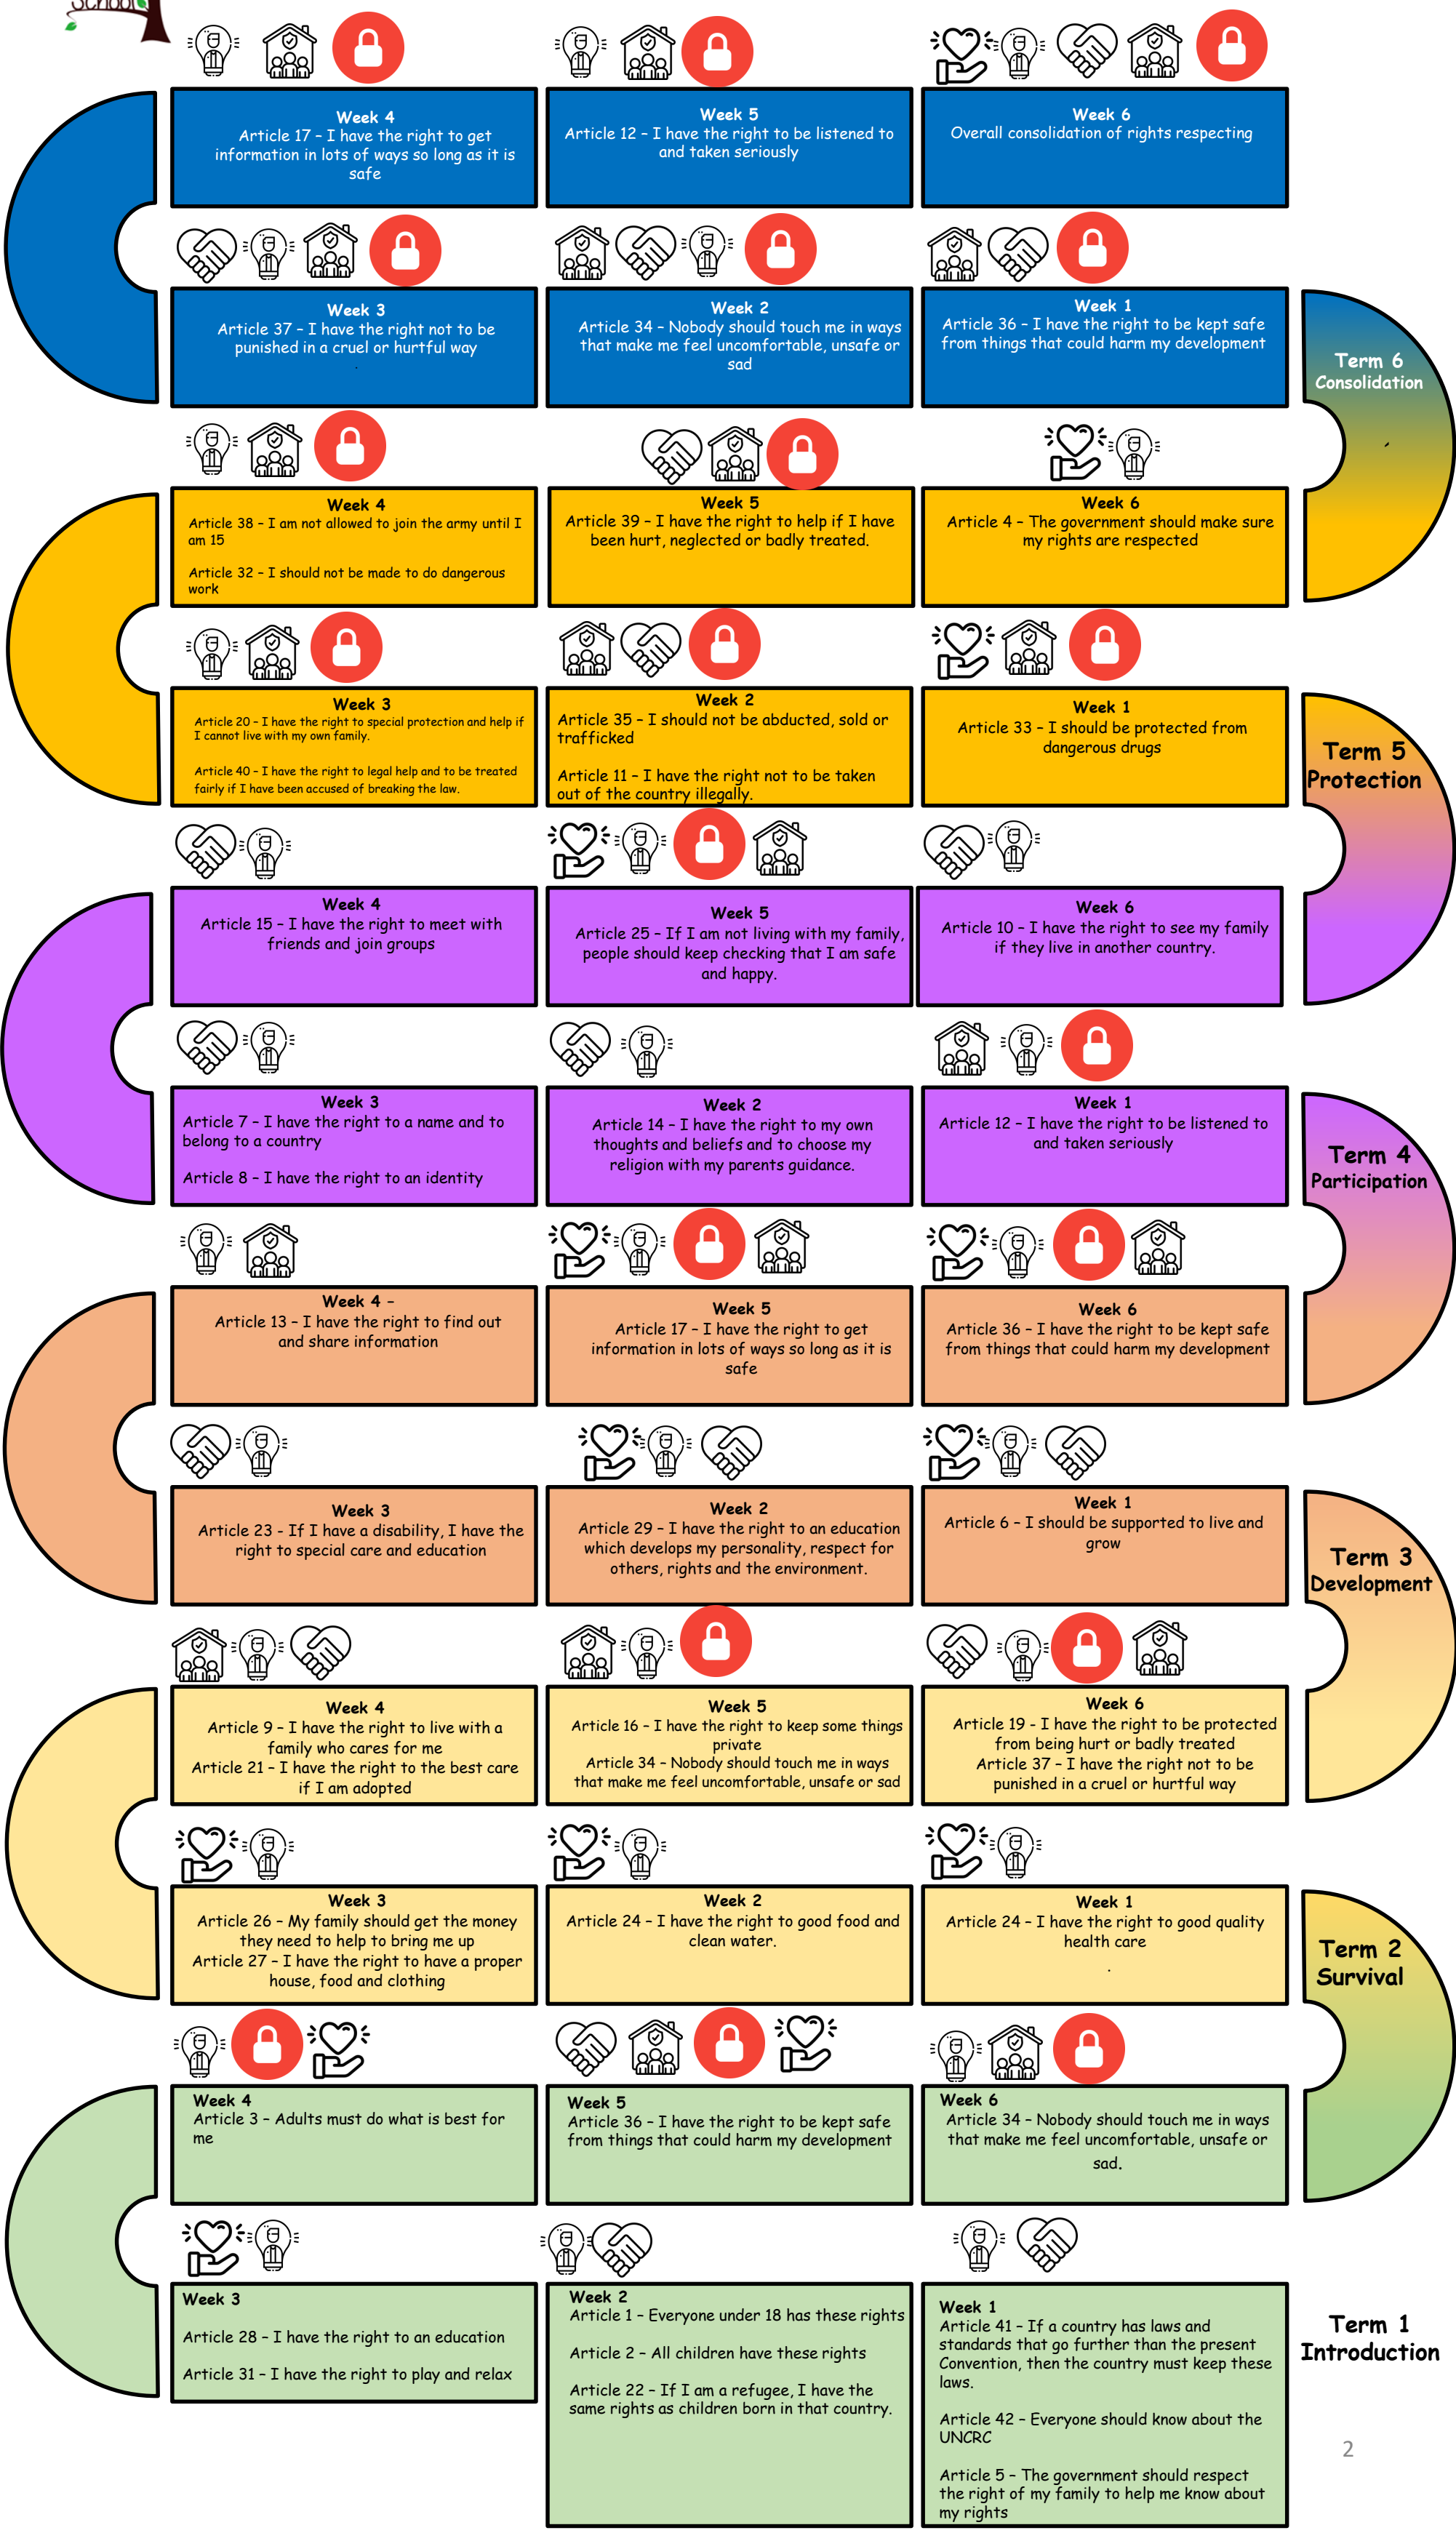 School
Week 4
Article 17 – I have the right to get
information in lots of ways so long as it is
safe
Week 5
Article 12 – I have the right to be listened to
and taken seriously
Week 6
Overall consolidation of rights respecting
Week 3
Article 37 – I have the right not to be
punished in a cruel or hurtful way
.
Week 2
Article 34 – Nobody should touch me in ways
that make me feel uncomfortable, unsafe or
sad
Week 1
Article 36 – I have the right to be kept safe
from things that could harm my development
Term 6
Consolidation
Week 4
Article 38 – I am not allowed to join the army until I
am 15
Article 32 – I should not be made to do dangerous
work
Week 5
Article 39 – I have the right to help if I have
been hurt, neglected or badly treated.
Week 6
Article 4 – The government should make sure
my rights are respected
Week 3
Article 20 – I have the right to special protection and help if
I cannot live with my own family.
Article 40 – I have the right to legal help and to be treated
fairly if I have been accused of breaking the law.
Week 2
Article 35 – I should not be abducted, sold or
trafficked
Article 11 – I have the right not to be taken
out of the country illegally.
Week 1
Article 33 – I should be protected from
dangerous drugs
Term 5
Protection
Week 4
Article 15 – I have the right to meet with
friends and join groups
Week 5
Article 25 – If I am not living with my family,
people should keep checking that I am safe
and happy.
Week 6
Article 10 – I have the right to see my family
if they live in another country.
Week 3
Article 7 – I have the right to a name and to
belong to a country
Article 8 – I have the right to an identity
Week 2
Article 14 – I have the right to my own
thoughts and beliefs and to choose my
religion with my parents guidance.
Week 1
Article 12 – I have the right to be listened to
and taken seriously
Term 4
Participation
Week 4 –
Article 13 – I have the right to find out
and share information
Week 5
Article 17 – I have the right to get
information in lots of ways so long as it is
safe
Week 6
Article 36 – I have the right to be kept safe
from things that could harm my development
Week 3
Article 23 - If I have a disability, I have the
right to special care and education
Week 2
Article 29 – I have the right to an education
which develops my personality, respect for
others, rights and the environment.
Week 1
Article 6 – I should be supported to live and
grow
Term 3
Development
Week 4
Article 9 – I have the right to live with a
family who cares for me
Article 21 – I have the right to the best care
if I am adopted
Week 5
Article 16 – I have the right to keep some things
private
Article 34 – Nobody should touch me in ways
that make me feel uncomfortable, unsafe or sad
Week 6
Article 19 - I have the right to be protected
from being hurt or badly treated
Article 37 – I have the right not to be
punished in a cruel or hurtful way
Week 3
Article 26 – My family should get the money
they need to help to bring me up
Article 27 – I have the right to have a proper
house, food and clothing
Week 2
Article 24 – I have the right to good food and
clean water.
Week 1
Article 24 – I have the right to good quality
health care
.
Term 2
Survival
Week 4
Article 3 – Adults must do what is best for
me
Week 5
Article 36 – I have the right to be kept safe
from things that could harm my development
Week 6
Article 34 – Nobody should touch me in ways
that make me feel uncomfortable, unsafe or
sad.
Week 3
Article 28 – I have the right to an education
Article 31 – I have the right to play and relax
Week 2
Article 1 – Everyone under 18 has these rights
Article 2 – All children have these rights
Article 22 – If I am a refugee, I have the
same rights as children born in that country.
Week 1
Article 41 – If a country has laws and
standards that go further than the present
Convention, then the country must keep these
laws.
Article 42 – Everyone should know about the
UNCRC
Article 5 – The government should respect
the right of my family to help me know about
my rights
Term 1
Introduction
2